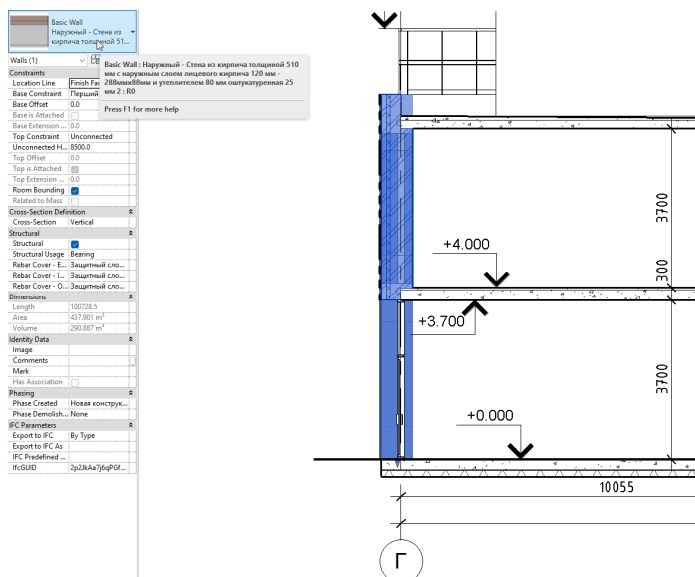 Basic Wall
Наружный - Стена из
кирпича толщиной 51...
Walls (1)
Basic Wall : Наружный - Стена из кирпича толщиной 510
мм с наружным слоем лицевого кирпича 120 мм -
288ммx88мм и утеплителем 80 мм оштукатуренная 25
мм 2 : R0
Press F1 for more help
Constraints
Location Line Finish Fac
Base Constraint Перший
Base Offset 0.0
Base is Attached
Base Extension ... 0.0
Top Constraint Unconnected
Unconnected H... 8500.0
Top Offset 0.0
Top is Attached
Top Extension ... 0.0
Room Bounding
Related to Mass
Cross-Section Definition
Cross-Section Vertical
Structural
Structural
Structural Usage Bearing
Rebar Cover - E... Защитный сло...
Rebar Cover - I... Защитный сло...
Rebar Cover - O... Защитный сло...
Dimensions
Length 100728.5
Area 437.901 m²
Volume 290.887 m³
Identity Data
Image
Comments
Mark
Has Association
Phasing
Phase Created Новая конструк...
Phase Demolish... None
IFC Parameters
Export to IFC By Type
Export to IFC As
IFC Predefined ...
IfcGUID 2p2JkAa7j6qPGf...
3700
+4.000
300
+3.700
3700
+0.000
10055
Г